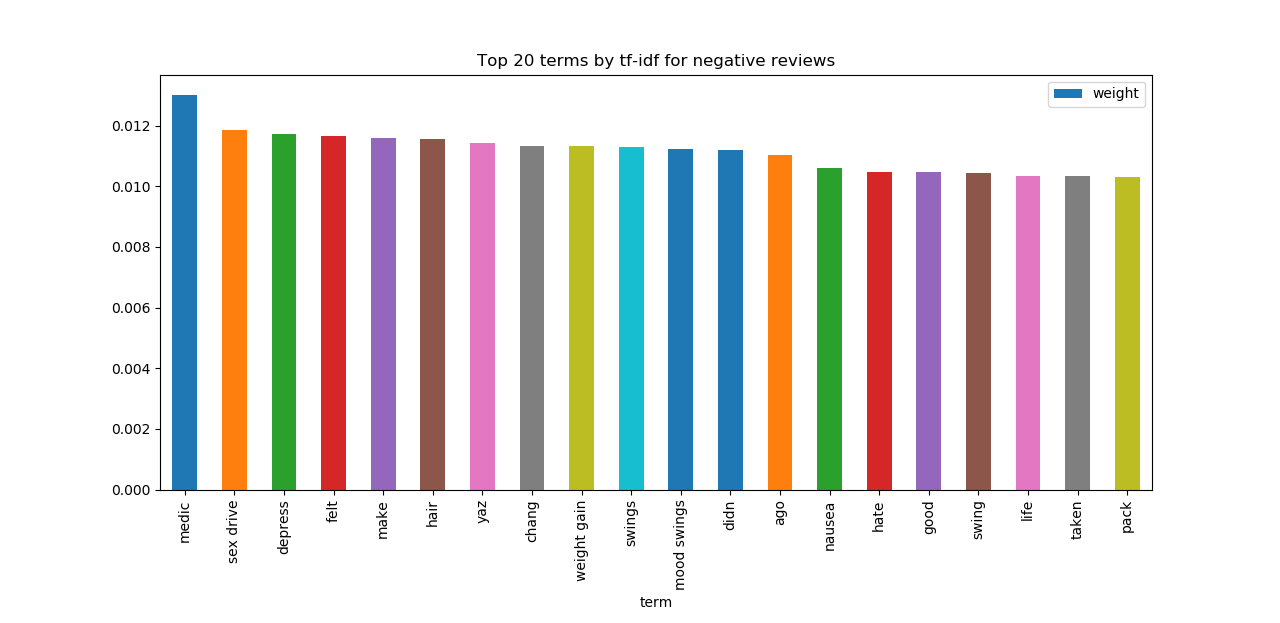 Top 20 terms by tf-idf for negative reviews
weight
0.012
0.010
0.008
0.006
0.004
0.002
0.000
medic
sex drive
depress
felt
make
hair
yaz
chang
weight gain
swings
mood swings
didn
ago
nausea
hate
good
swing
life
taken
pack
term